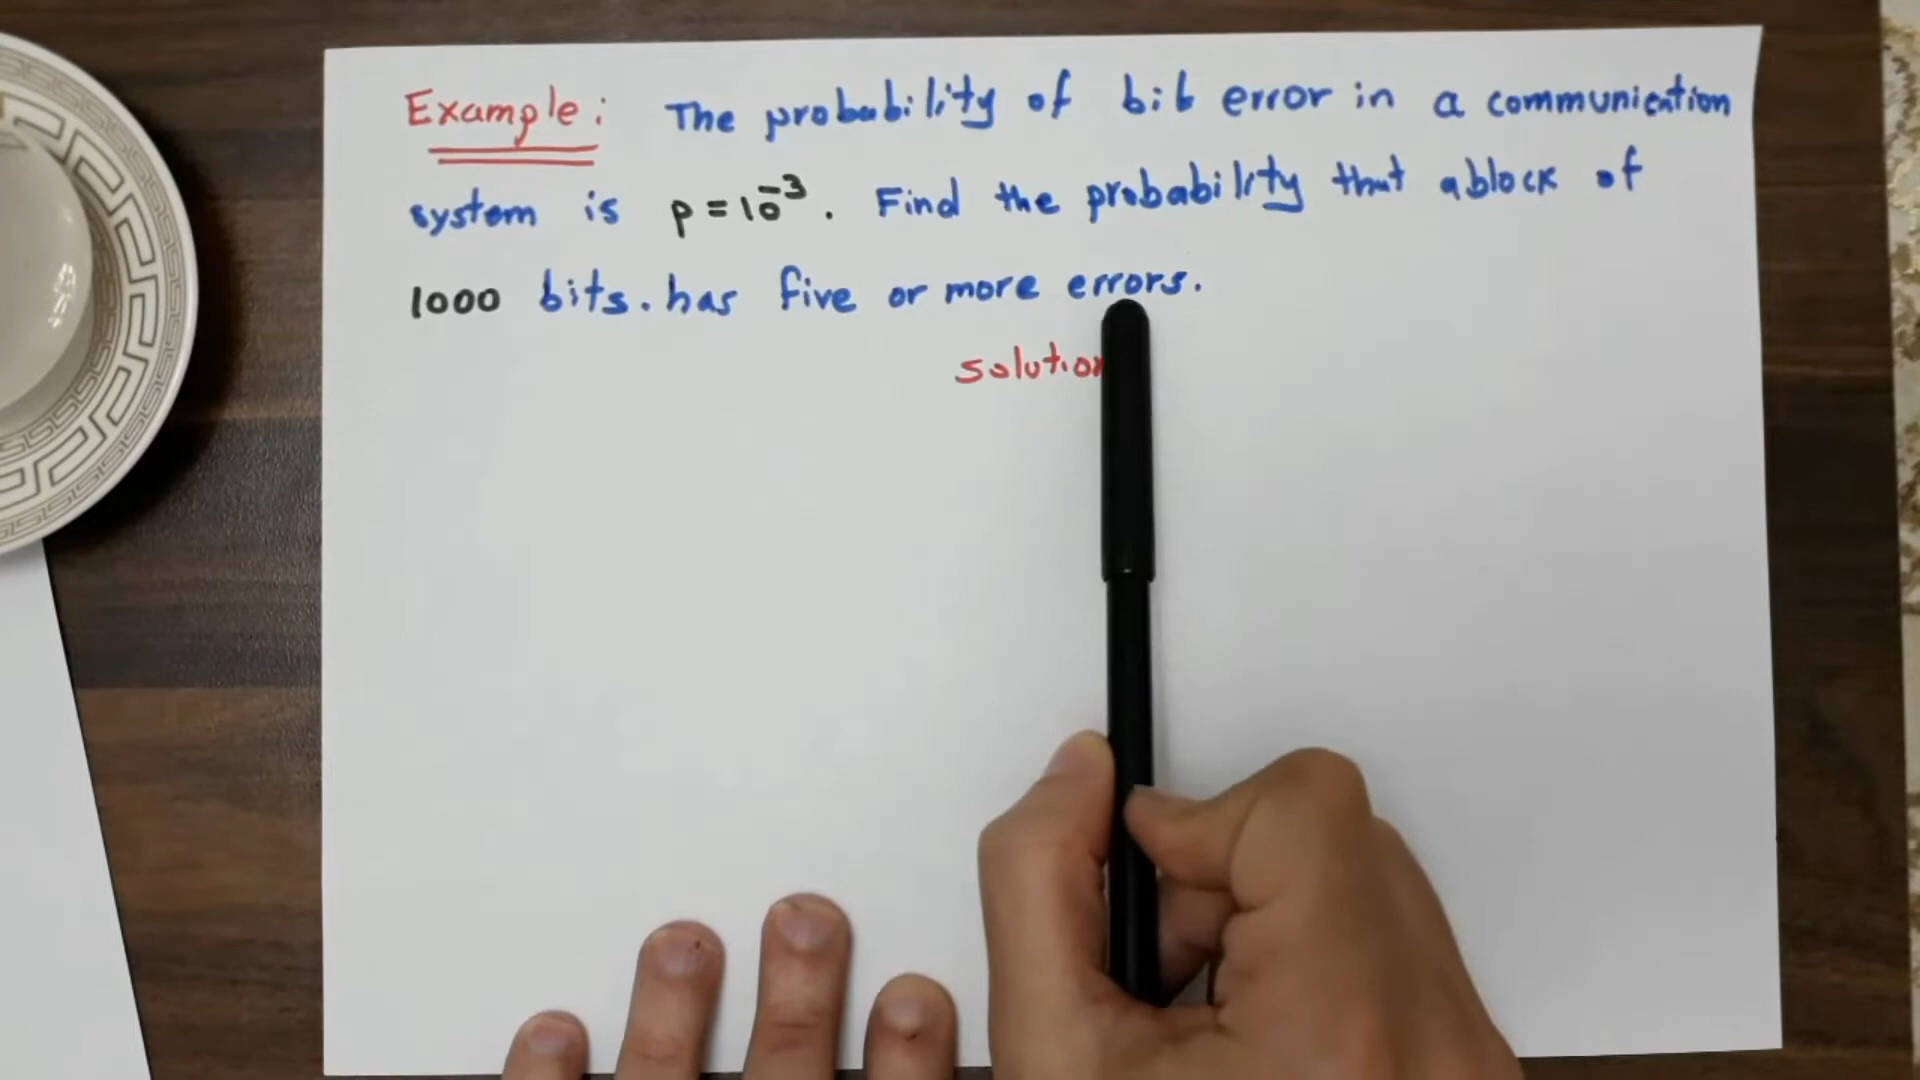 Example: The probability of bit error in a communication
system is p = 10⁻³. Find the probability that a block of
1000 bits. has five or more errors.
solution